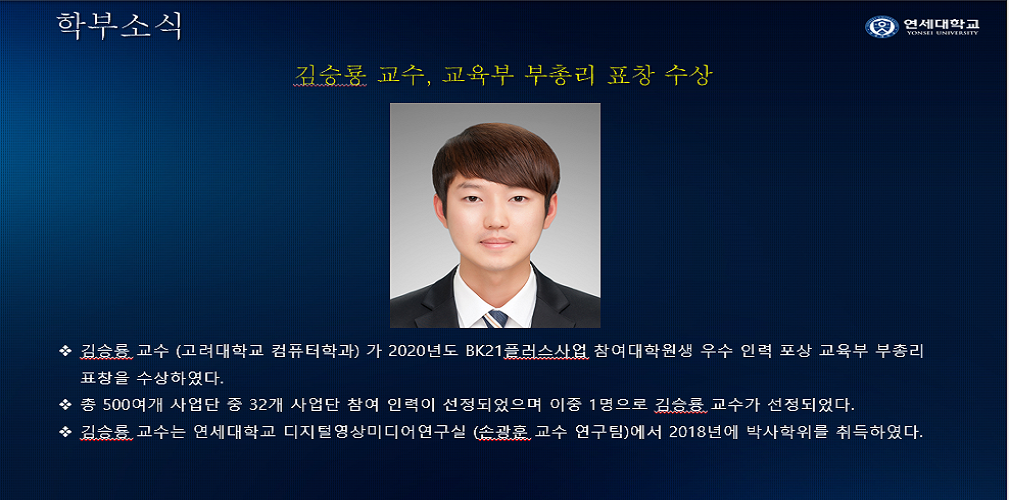 학부소식
연세대학교
YONSEI UNIVERSITY
김승룡 교수, 교육부 부총리 표창 수상
❖ 김승룡 교수 (고려대학교 컴퓨터학과) 가 2020년도 BK21플러스사업 참여대학원생 우수 인력 포상 교육부 부총리
표창을 수상하였다.
❖ 총 500여개 사업단 중 32개 사업단 참여 인력이 선정되었으며 이중 1명으로 김승룡 교수가 선정되었다.
❖ 김승룡 교수는 연세대학교 디지털영상미디어연구실 (손광훈 교수 연구팀)에서 2018년에 박사학위를 취득하였다.